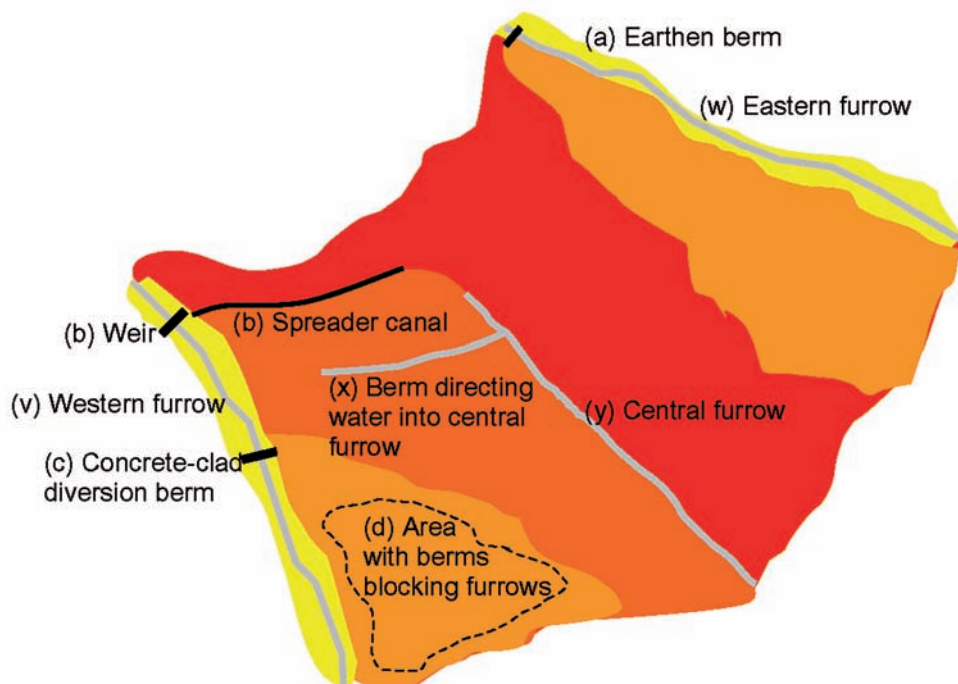 (a) Earthen berm
(w) Eastern furrow
(b) Weir
(b) Spreader canal
(v) Western furrow
(x) Berm directing
water into central
furrow
(y) Central furrow
(c) Concrete-clad
diversion berm
(d) Area
with berms
blocking furrows